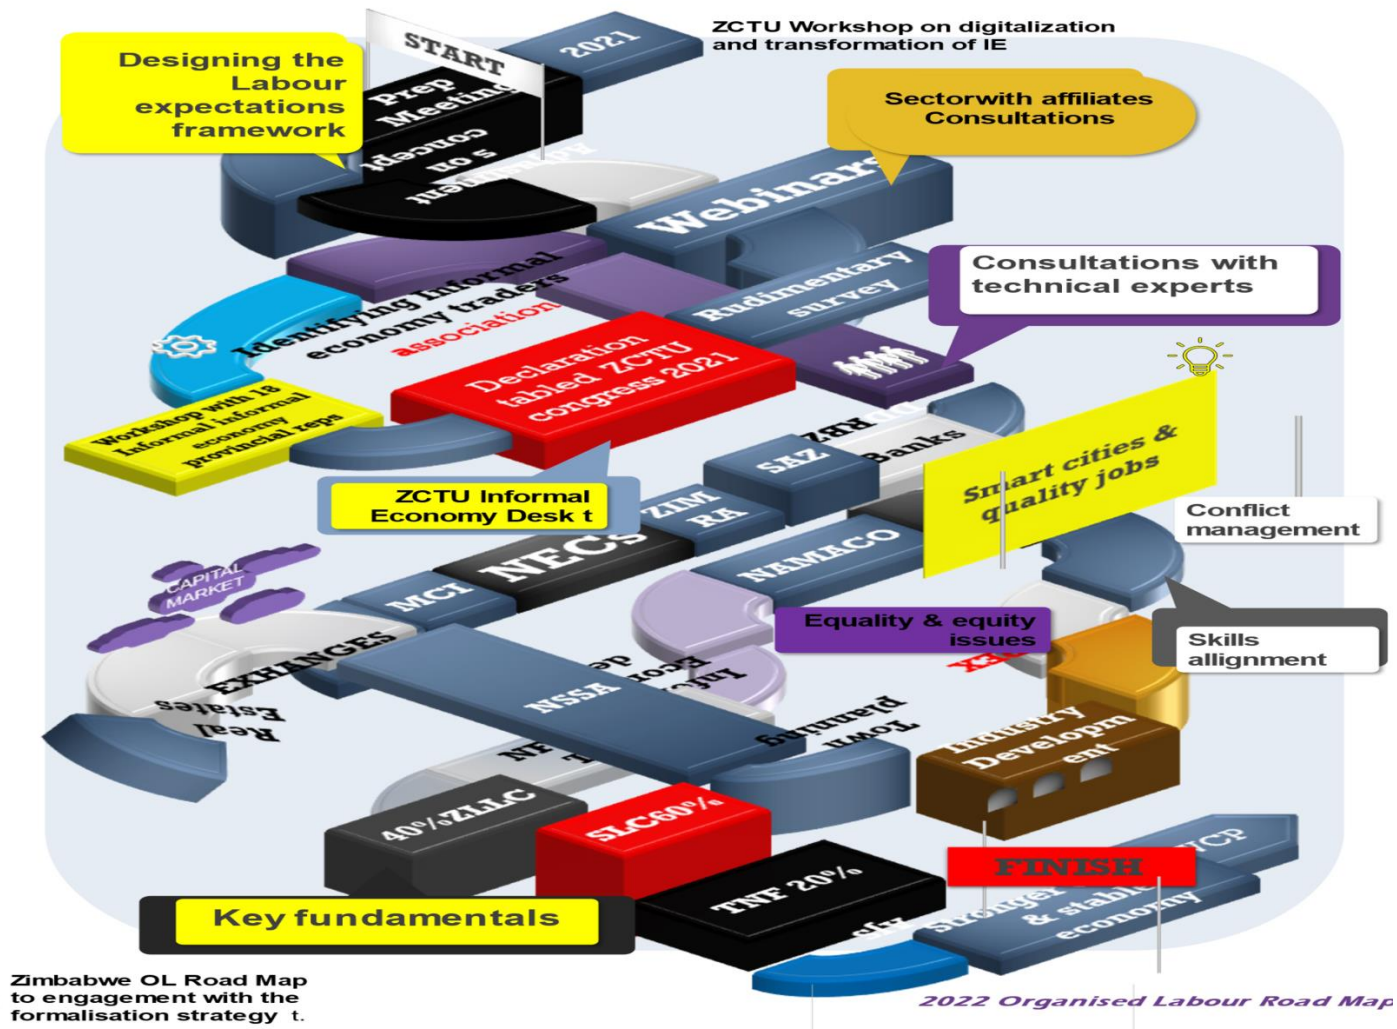 ZCTU Workshop on digitalization
and transformation of IE
2021
START
Designing the
Labour
expectations
framework
Prep
Meeting
s on
concept
Adjustment
Sectorwith affiliates
Consultations
Webinars
Consultations with
technical experts
Rudimentary
survey
Identifying Informal
economy traders
association
Declaration
tabled ZCTU
congress 2021
Workshop with 18
Informal informal
economy
provincial reps
ZCTU Informal
Economy Desk t
SAZ
RBZ
Banks
ZIM
RA
NECs
MCI
NAMACO
Smart cities &
quality jobs
Conflict
management
Skills
allignment
Equality & equity
issues
CAPITAL
MARKET
EXHANGES
Real
Estates
NSSA
Town
planning
Industry
Developm
ent
40%ZLLC
SLC60%
TNF 20%
FINISH
Stronger
& stable
economy
Key fundamentals
Zimbabwe OL Road Map
to engagement with the
formalisation strategy t.
2022 Organised Labour Road Map